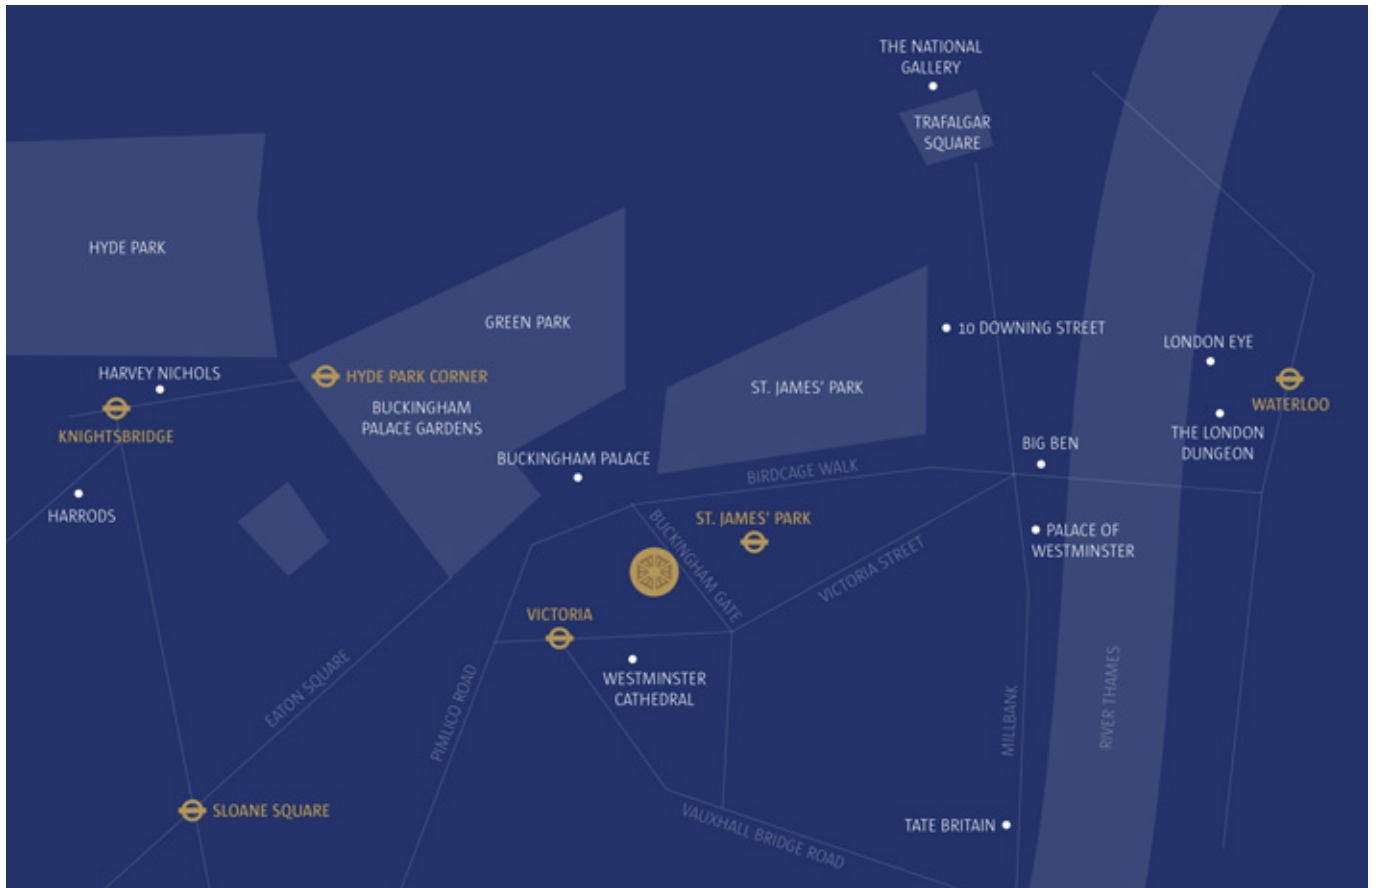 THE NATIONAL
GALLERY
TRAFALGAR
SQUARE
HYDE PARK
GREEN PARK
10 DOWNING STREET
LONDON EYE
HARVEY NICHOLS
HYDE PARK CORNER
ST. JAMES' PARK
WATERLOO
BUCKINGHAM
PALACE GARDENS
KNIGHTSBRIDGE
THE LONDON
DUNGEON
BIG BEN
BUCKINGHAM PALACE
BIRDCAGE WALK
HARRODS
ST. JAMES' PARK
PALACE OF
WESTMINSTER
BUCKINGHAM GATE
VICTORIA STREET
VICTORIA
WESTMINSTER
CATHEDRAL
EATON SQUARE
PIMLICO ROAD
MILLBANK
RIVER THAMES
SLOANE SQUARE
VAUXHALL BRIDGE ROAD
TATE BRITAIN